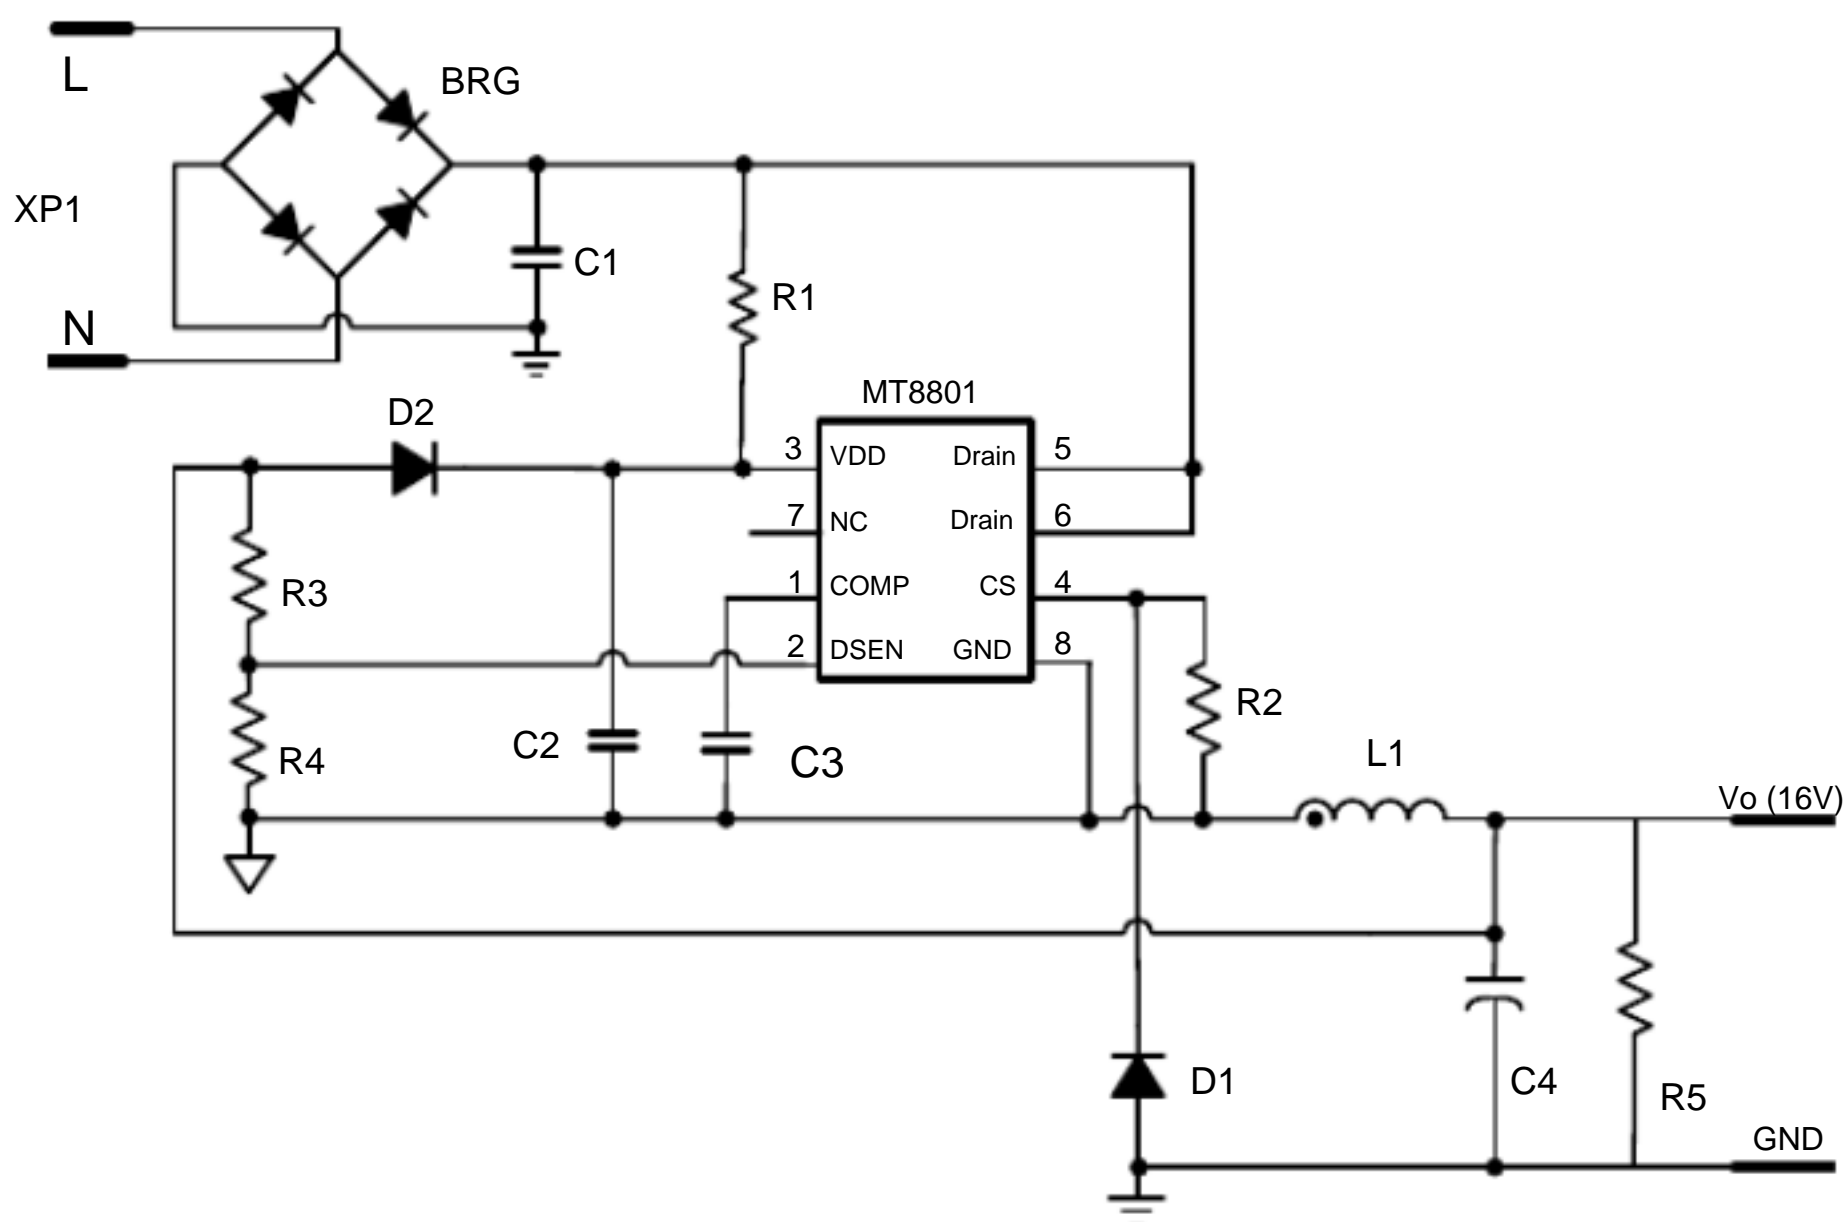 L
BRG
XP1
C1
R1
N
MT8801
D2
3 VDD Drain 5
7 NC Drain 6
1 COMP CS 4
2 DSEN GND 8
R3
R2
C2
C3
R4
L1
Vo (16V)
D1
C4
R5
GND